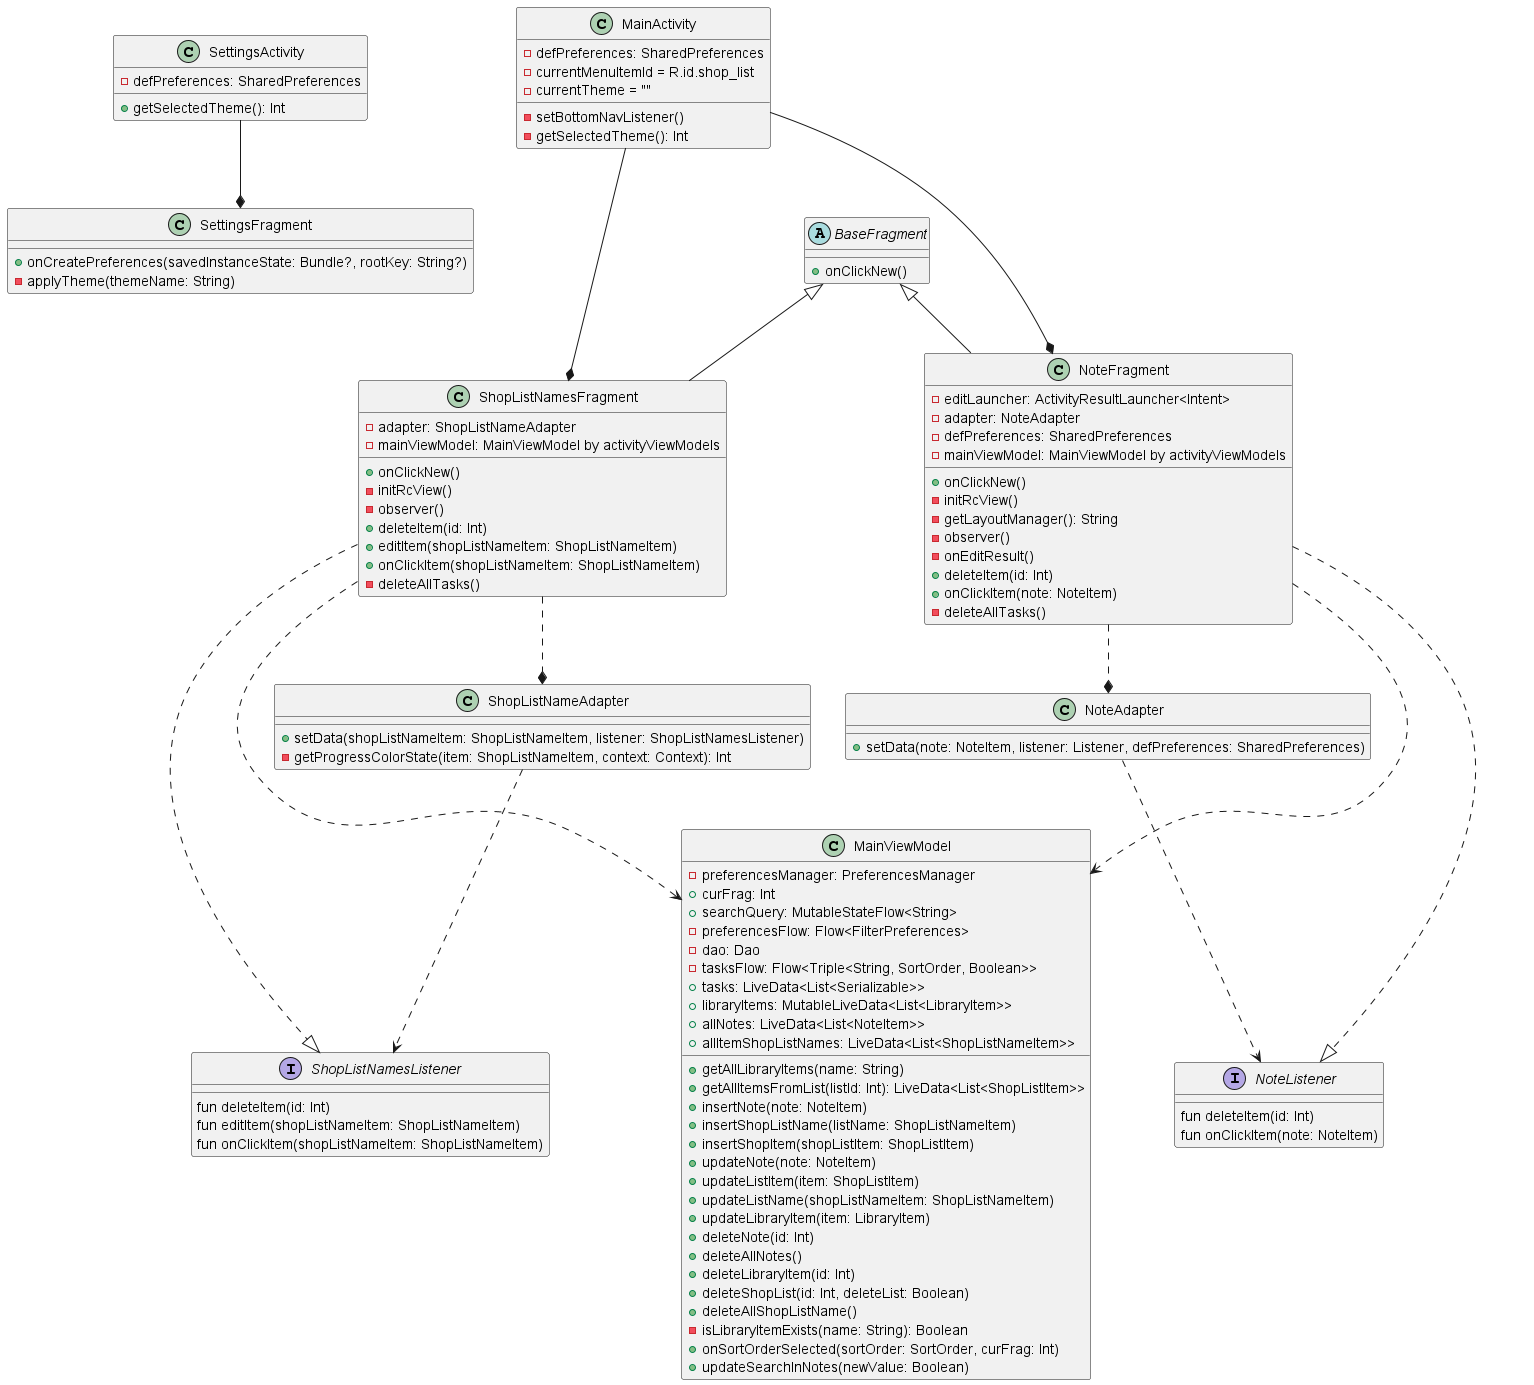 C SettingsActivity
defPreferences: SharedPreferences
getSelectedTheme(): Int
C MainActivity
defPreferences: SharedPreferences
currentMenuItemId = R.id.shop_list
currentTheme = ""
setBottomNavListener()
getSelectedTheme(): Int
C SettingsFragment
onCreatePreferences(savedInstanceState: Bundle?, rootKey: String?)
applyTheme(themeName: String)
A BaseFragment
onClickNew()
C ShopListNamesFragment
adapter: ShopListNameAdapter
mainViewModel: MainViewModel by activityViewModels
onClickNew()
initRcView()
observer()
deleteItem(id: Int)
editItem(shopListNameItem: ShopListNameItem)
onClickItem(shopListNameItem: ShopListNameItem)
deleteAllTasks()
C NoteFragment
editLauncher: ActivityResultLauncher<Intent>
adapter: NoteAdapter
defPreferences: SharedPreferences
mainViewModel: MainViewModel by activityViewModels
onClickNew()
initRcView()
getLayoutManager(): String
observer()
onEditResult()
deleteItem(id: Int)
onClickItem(note: NoteItem)
deleteAllTasks()
C ShopListNameAdapter
setData(shopListNameItem: ShopListNameItem, listener: ShopListNamesListener)
getProgressColorState(item: ShopListNameItem, context: Context): Int
C NoteAdapter
setData(note: NoteItem, listener: Listener, defPreferences: SharedPreferences)
C MainViewModel
preferencesManager: PreferencesManager
curFrag: Int
searchQuery: MutableStateFlow<String>
preferencesFlow: Flow<FilterPreferences>
dao: Dao
tasksFlow: Flow<Triple<String, SortOrder, Boolean>>
tasks: LiveData<List<Serializable>>
libraryItems: MutableLiveData<List<LibraryItem>>
allNotes: LiveData<List<NoteItem>>
allItemShopListNames: LiveData<List<ShopListNameItem>>
getAllLibraryItems(name: String)
getAllItemsFromList(listId: Int): LiveData<List<ShopListItem>>
insertNote(note: NoteItem)
insertShopListName(listName: ShopListNameItem)
insertShopItem(shopListItem: ShopListItem)
updateNote(note: NoteItem)
updateListItem(item: ShopListItem)
updateListName(shopListNameItem: ShopListNameItem)
updateLibraryItem(item: LibraryItem)
deleteNote(id: Int)
deleteAllNotes()
deleteLibraryItem(id: Int)
deleteShopList(id: Int, deleteList: Boolean)
deleteAllShopListName()
isLibraryItemExists(name: String): Boolean
onSortOrderSelected(sortOrder: SortOrder, curFrag: Int)
updateSearchInNotes(newValue: Boolean)
I ShopListNamesListener
fun deleteItem(id: Int)
fun editItem(shopListNameItem: ShopListNameItem)
fun onClickItem(shopListNameItem: ShopListNameItem)
I NoteListener
fun deleteItem(id: Int)
fun onClickItem(note: NoteItem)